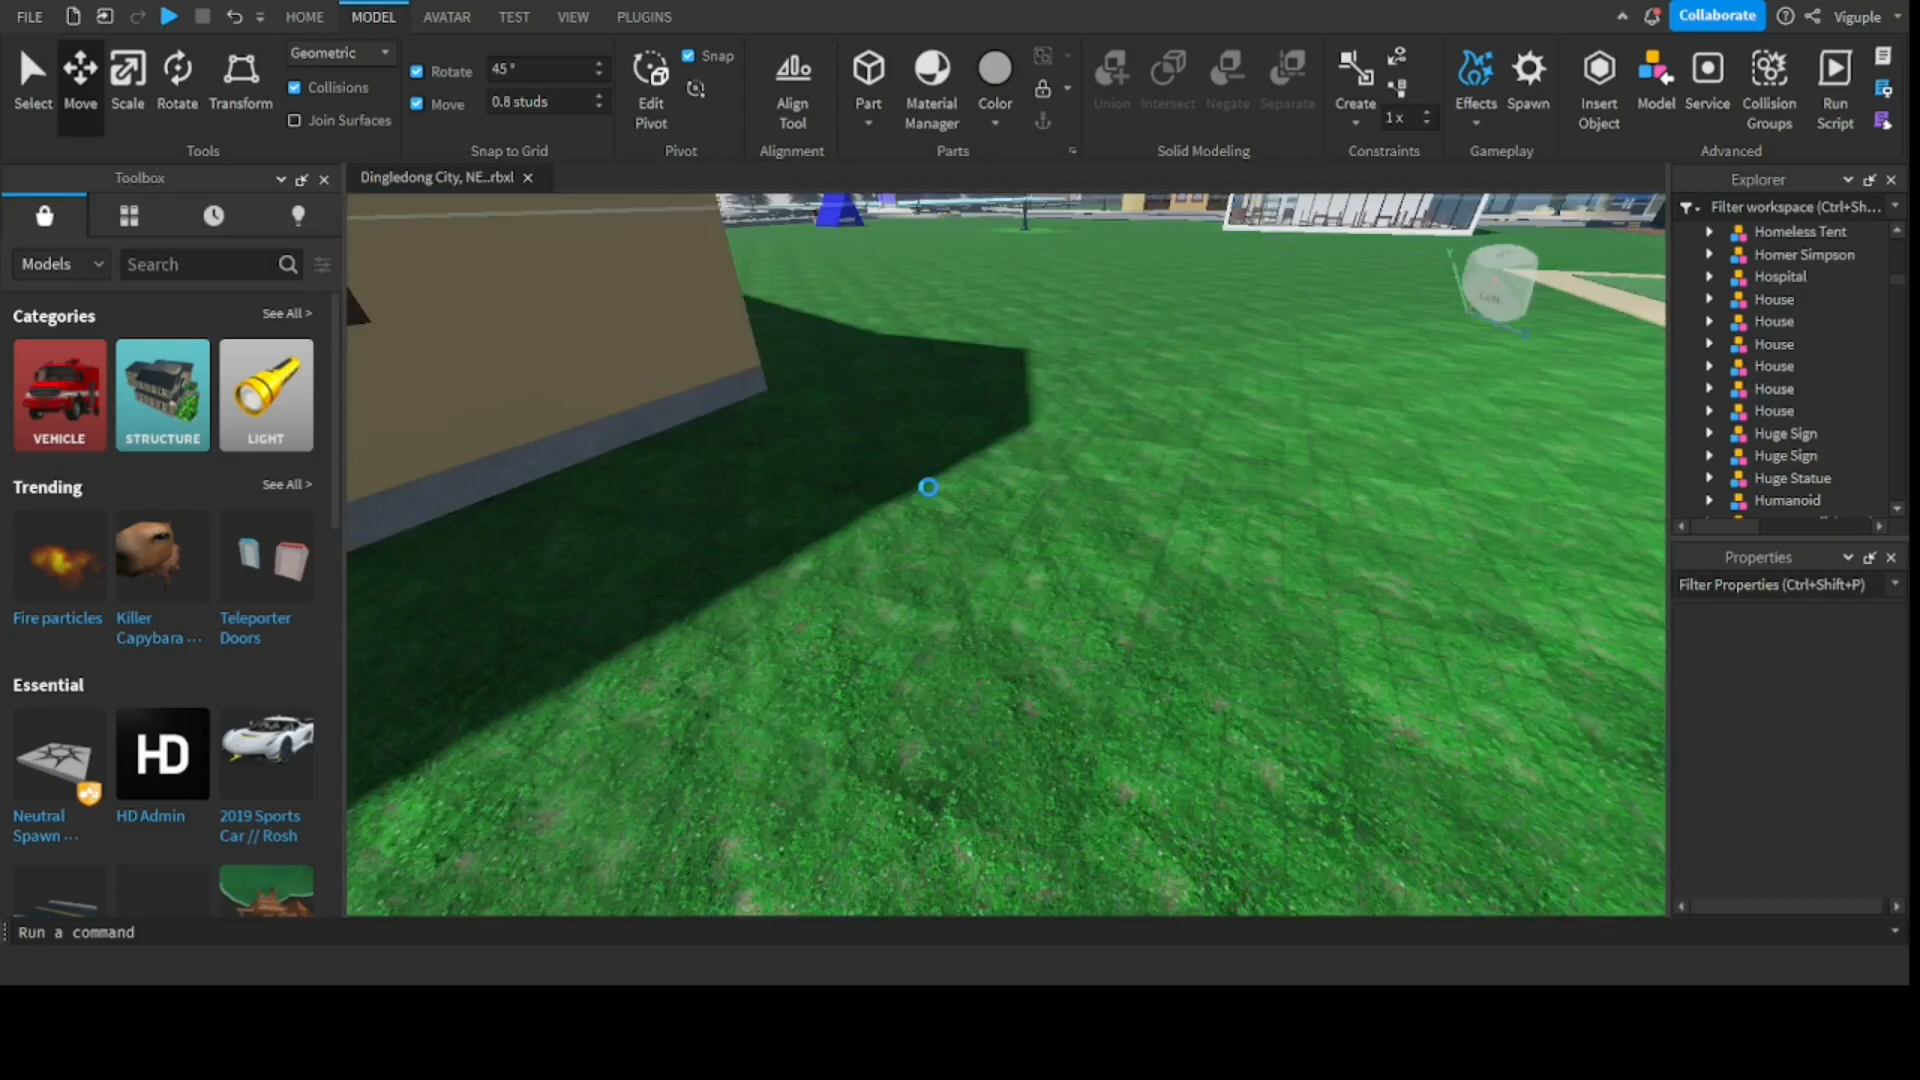 FILE HOME MODEL AVATAR TEST VIEW PLUGINS Collaborate Viguple
Select Move Scale Rotate Transform
Geometric
Collisions
Join Surfaces
Tools
Rotate 45 °
Move 0.8 studs
Snap to Grid
Edit Pivot
Snap
Pivot
Align Tool
Alignment
Part
Material Manager
Color
Parts
Union Intersect Negate Separate
Solid Modeling
Create
1 x
Constraints
Effects Spawn
Gameplay
Insert Object
Model
Service
Collision Groups
Run Script
Advanced
Toolbox
Models
Search
Categories See All >
VEHICLE STRUCTURE LIGHT
Trending See All >
Fire particles
Killer Capybara ...
Teleporter Doors
Essential
Neutral Spawn ...
HD
HD Admin
2019 Sports Car // Rosh
Dingledong City, NE...rbxl
Y
Explorer
Filter workspace (Ctrl+Sh...
Homeless Tent
Homer Simpson
Hospital
House
House
House
House
House
House
Huge Sign
Huge Sign
Huge Statue
Humanoid
Properties
Filter Properties (Ctrl+Shift+P)
Run a command